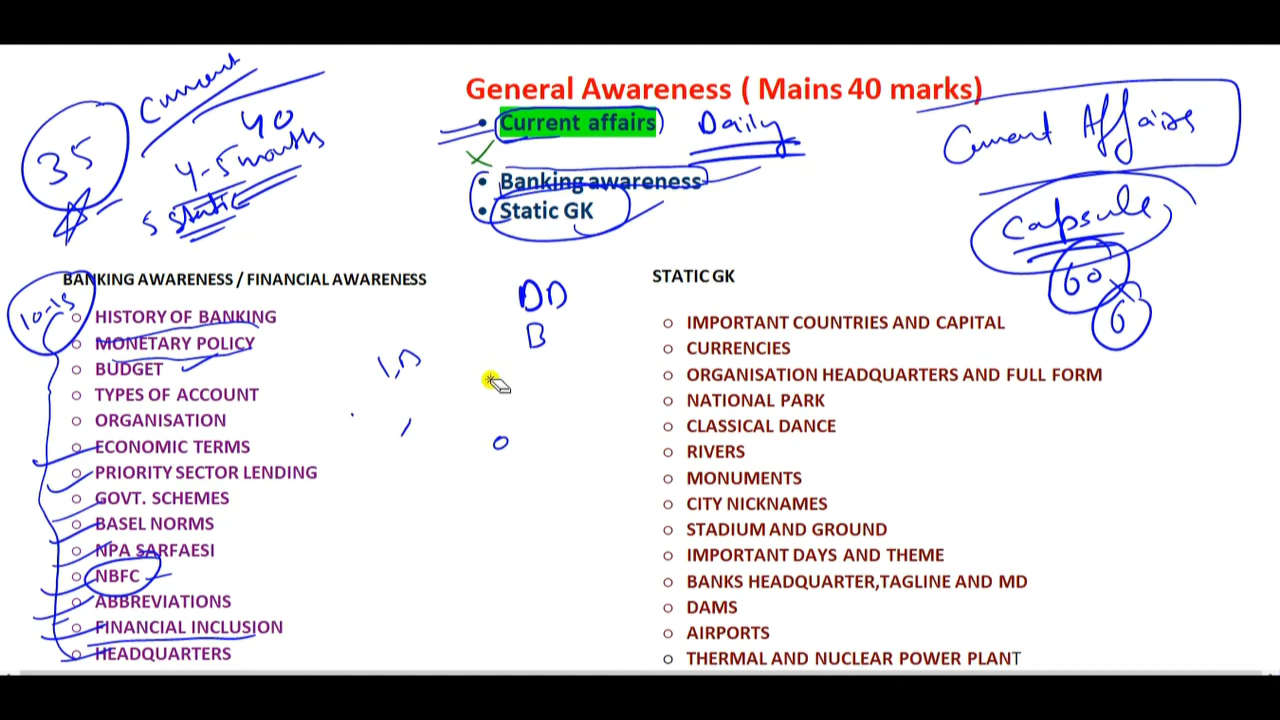 General Awareness ( Mains 40 marks)
• Current affairs
Daily
• Banking awareness
• Static GK
Current
40
4-5 months
5 Static
35
Current Affairs
Capsule
60
6
BANKING AWARENESS / FINANCIAL AWARENESS
10-15
o HISTORY OF BANKING
o MONETARY POLICY
o BUDGET
o TYPES OF ACCOUNT
o ORGANISATION
o ECONOMIC TERMS
o PRIORITY SECTOR LENDING
o GOVT. SCHEMES
o BASEL NORMS
o NPA SARFAESI
o NBFC
o ABBREVIATIONS
o FINANCIAL INCLUSION
o HEADQUARTERS
DD
B
STATIC GK
o IMPORTANT COUNTRIES AND CAPITAL
o CURRENCIES
o ORGANISATION HEADQUARTERS AND FULL FORM
o NATIONAL PARK
o CLASSICAL DANCE
o RIVERS
o MONUMENTS
o CITY NICKNAMES
o STADIUM AND GROUND
o IMPORTANT DAYS AND THEME
o BANKS HEADQUARTER,TAGLINE AND MD
o DAMS
o AIRPORTS
o THERMAL AND NUCLEAR POWER PLANT